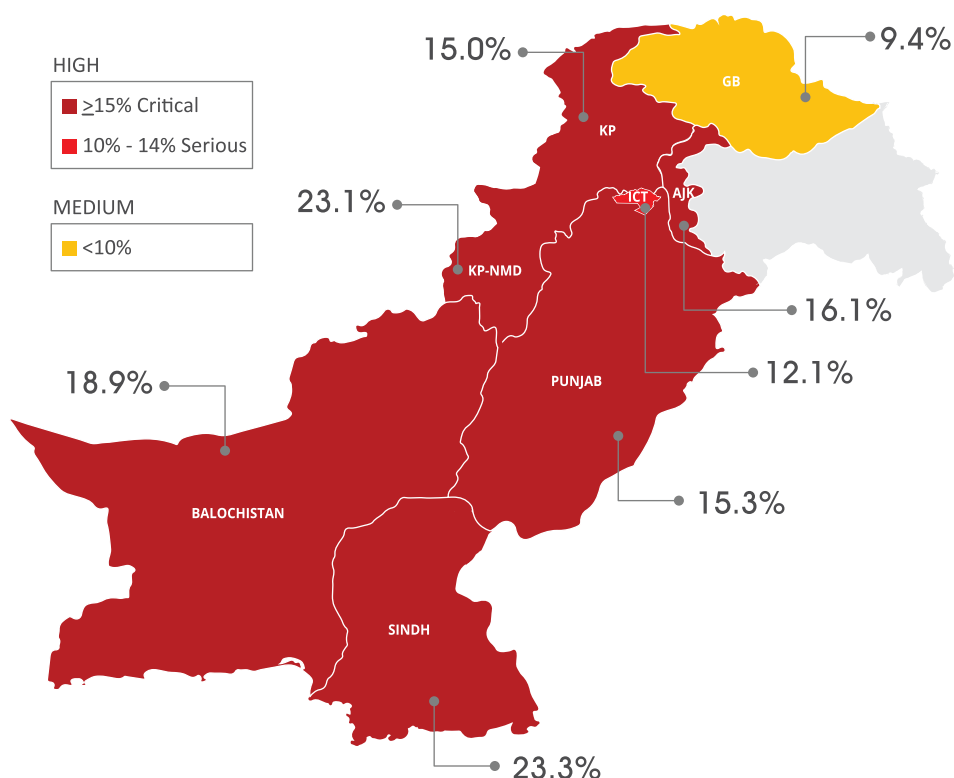 HIGH
≥15% Critical
10% - 14% Serious
MEDIUM
<10%
15.0%
9.4%
GB
KP
23.1%
ICT
AJK
KP-NMD
16.1%
18.9%
PUNJAB
12.1%
15.3%
BALOCHISTAN
SINDH
23.3%